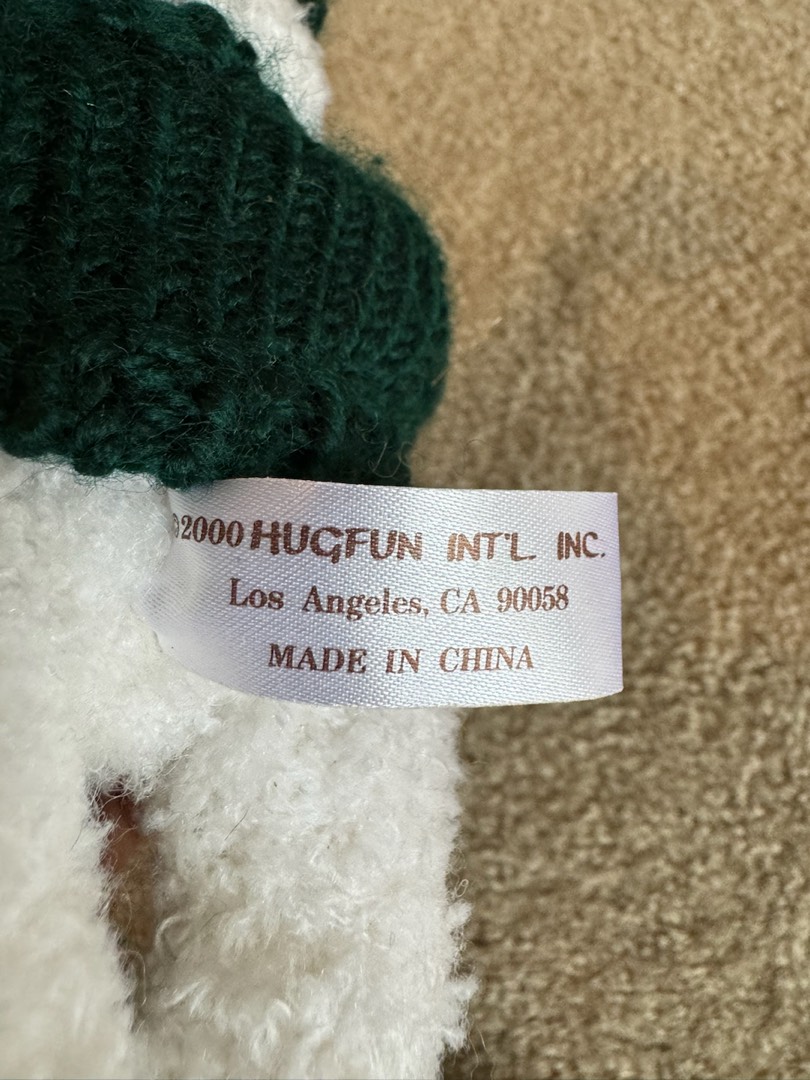 ©2000 HUGFUN INT'L. INC.
Los Angeles, CA 90058
MADE IN CHINA